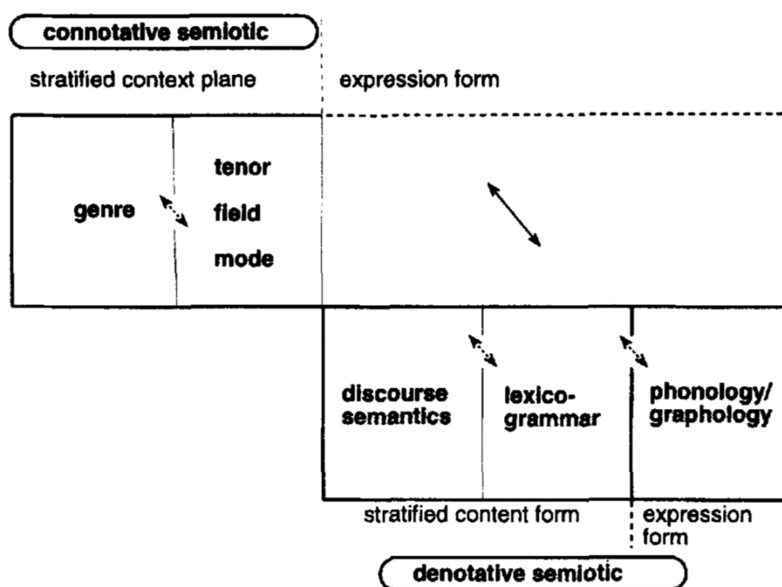 connotative semiotic
stratified context plane
expression form
genre
tenor
field
mode
discourse
semantics
lexico-
grammar
phonology/
graphology
stratified content form
expression
form
denotative semiotic